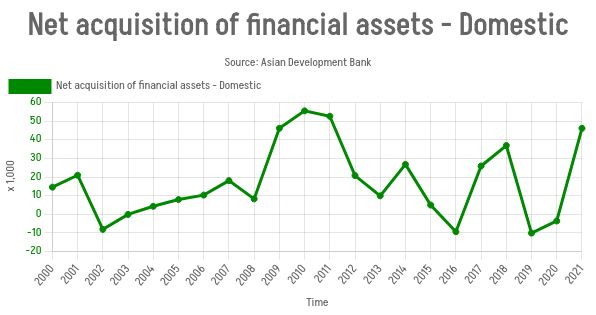 Net acquisition of financial assets - Domestic
Source: Asian Development Bank
Net acquisition of financial assets - Domestic
60
50
40
30
20
10
0
-10
-20
x 1,000
2000 2001 2002 2003 2004 2005 2006 2007 2008 2009 2010 2011 2012 2013 2014 2015 2016 2017 2018 2019 2020 2021
Time